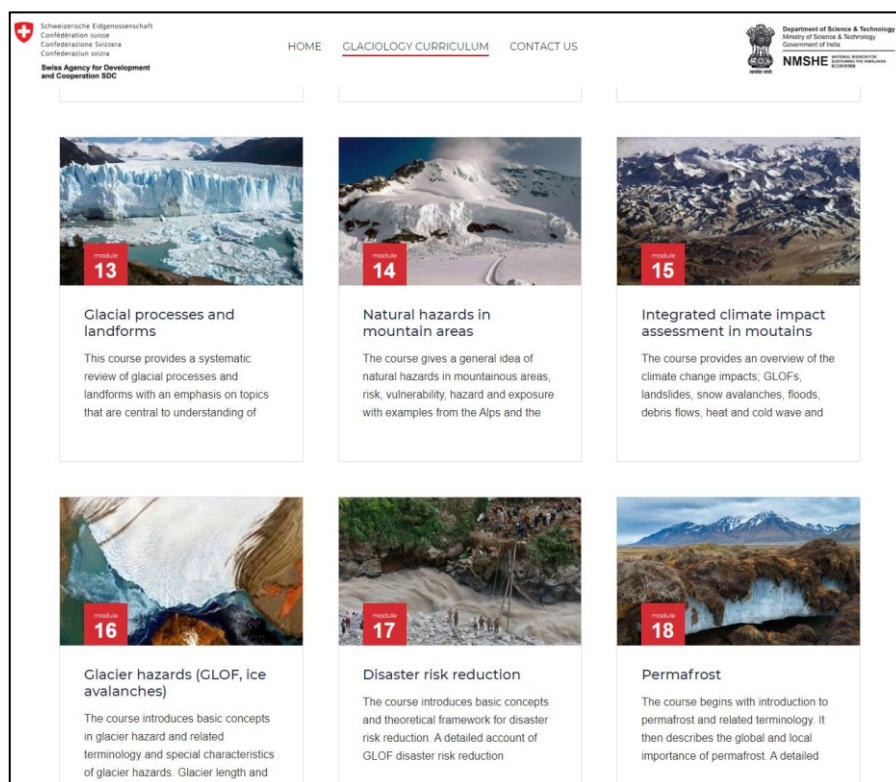 Schweizerische Eidgenossenschaft
Confédération suisse
Confederazione Svizzera
Confederaziun svizra
Swiss Agency for Development
and Cooperation SDC
HOME GLACIOLOGY CURRICULUM CONTACT US
Department of Science & Technology
Ministry of Science & Technology
Government of India
NMSHE
NATIONAL MISSION FOR
SUSTAINING THE HIMALAYAN
ECOSYSTEM
सत्यमेव जयते
module
13
Glacial processes and
landforms
This course provides a systematic
review of glacial processes and
landforms with an emphasis on topics
that are central to understanding of
module
14
Natural hazards in
mountain areas
The course gives a general idea of
natural hazards in mountainous areas,
risk, vulnerability, hazard and exposure
with examples from the Alps and the
module
15
Integrated climate impact
assessment in moutains
The course provides an overview of the
climate change impacts; GLOFs,
landslides, snow avalanches, floods,
debris flows, heat and cold wave and
module
16
Glacier hazards (GLOF, ice
avalanches)
The course introduces basic concepts
in glacier hazard and related
terminology and special characteristics
of glacier hazards. Glacier length and
module
17
Disaster risk reduction
The course introduces basic concepts
and theoretical framework for disaster
risk reduction. A detailed account of
GLOF disaster risk reduction
module
18
Permafrost
The course begins with introduction to
permafrost and related terminology. It
then describes the global and local
importance of permafrost. A detailed